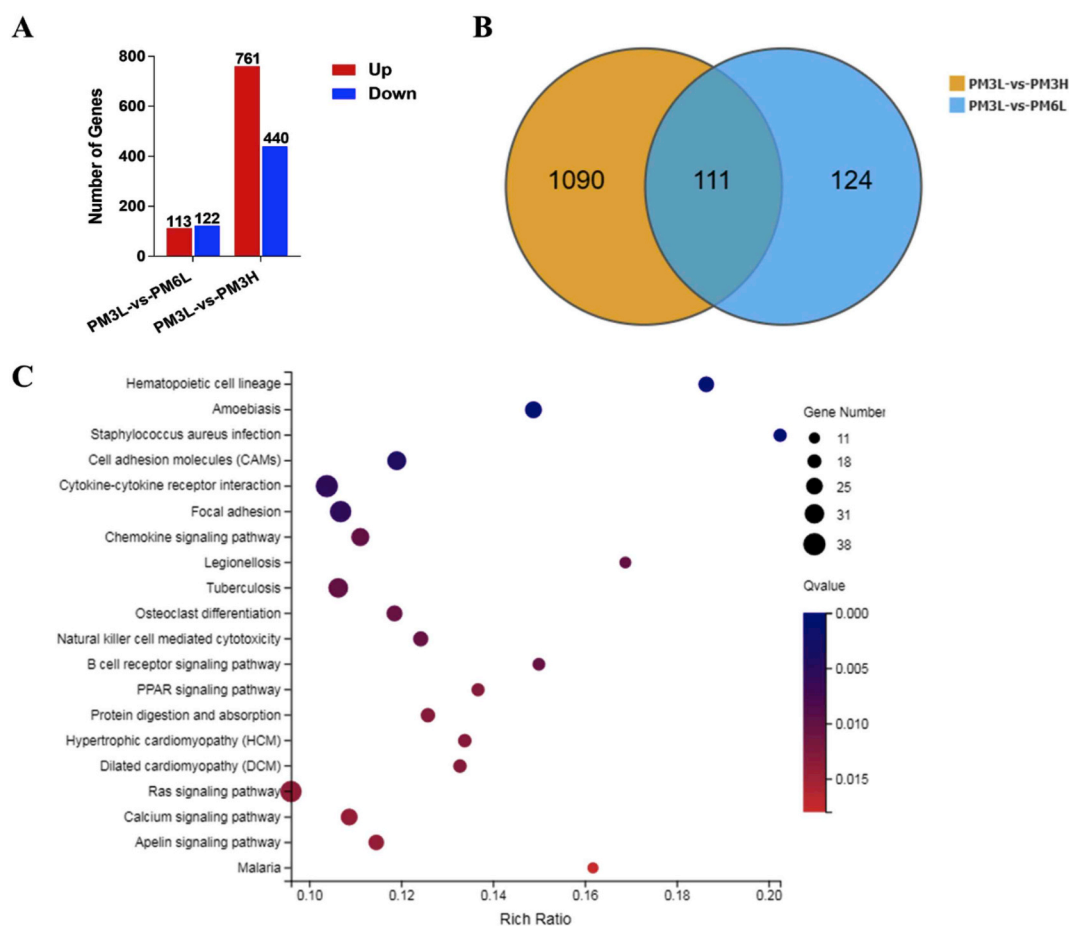 A
B
800
600
400
200
0
Number of Genes
761
440
113
122
Up
Down
PM3L-vs-PM6L
PM3L-vs-PM3H
1090
111
124
PM3L-vs-PM3H
PM3L-vs-PM6L
C
Hematopoietic cell lineage
Amoebiasis
Staphylococcus aureus infection
Cell adhesion molecules (CAMs)
Cytokine-cytokine receptor interaction
Focal adhesion
Chemokine signaling pathway
Legionellosis
Tuberculosis
Osteoclast differentiation
Natural killer cell mediated cytotoxicity
B cell receptor signaling pathway
PPAR signaling pathway
Protein digestion and absorption
Hypertrophic cardiomyopathy (HCM)
Dilated cardiomyopathy (DCM)
Ras signaling pathway
Calcium signaling pathway
Apelin signaling pathway
Malaria
0.10
0.12
0.14
0.16
0.18
0.20
Rich Ratio
Gene Number
11
18
25
31
38
Qvalue
0.000
0.005
0.010
0.015